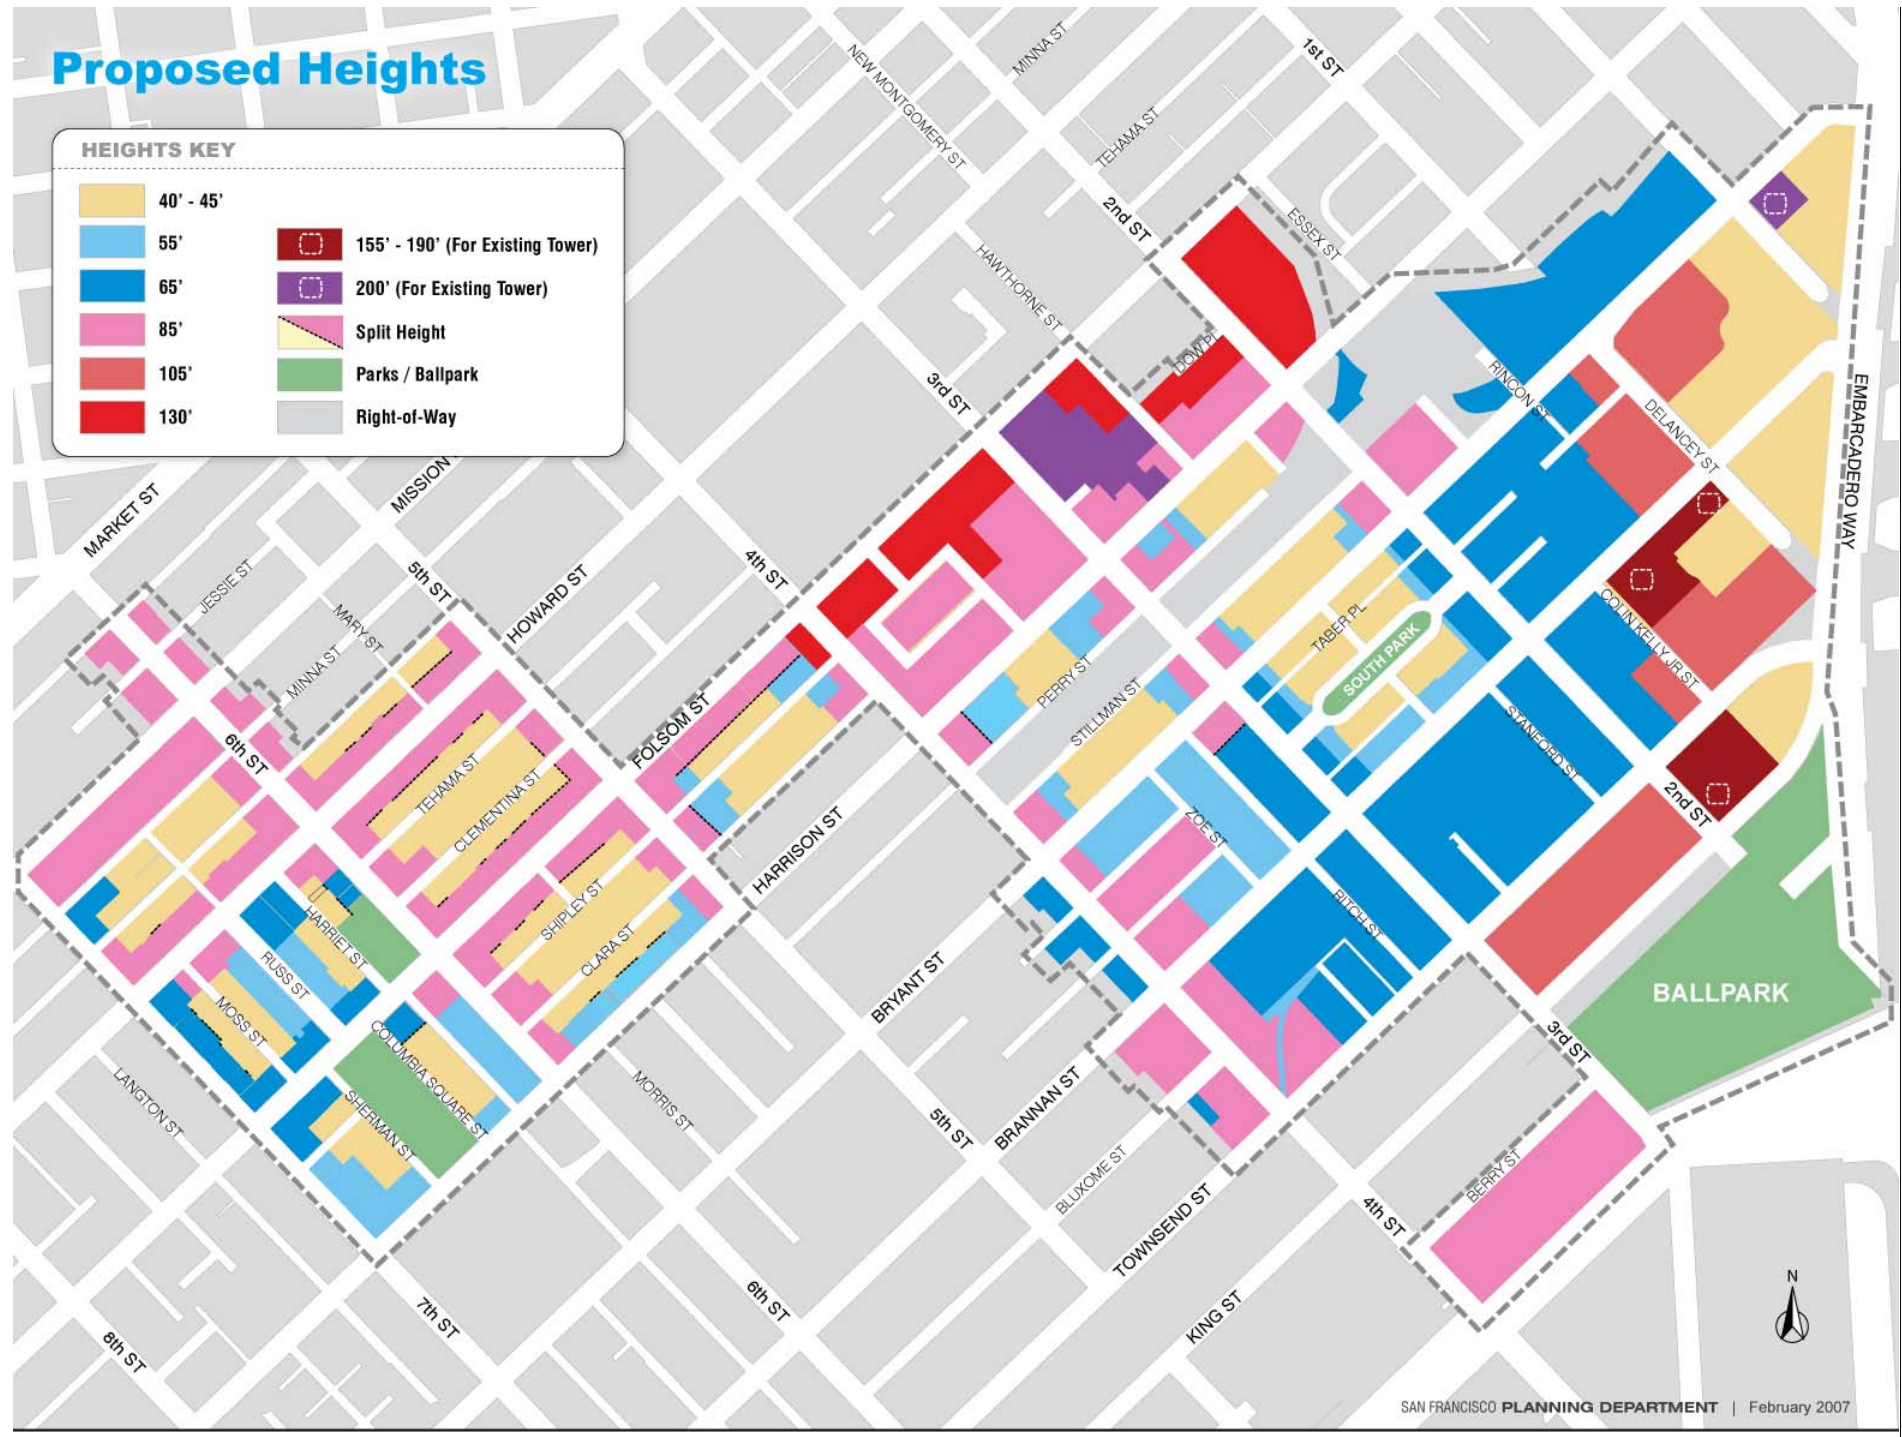 Proposed Heights
HEIGHTS KEY
40' - 45'
55'
65'
85'
105'
130'
155' - 190' (For Existing Tower)
200' (For Existing Tower)
Split Height
Parks / Ballpark
Right-of-Way
MINNA ST
1st ST
NEW MONTGOMERY ST
TEHAMA ST
2nd ST
ESSEX ST
HAWTHORNE ST
DOW PL
3rd ST
RINCON ST
DELANCEY ST
EMBARCADERO WAY
MARKET ST
MISSION
JESSIE ST
5th ST
HOWARD ST
4th ST
MARY ST
MINNA ST
TABER PL
SOUTH PARK
COLIN KELLY JR ST
PERRY ST
STILLMAN ST
FOLSOM ST
6th ST
STANFORD ST
TEHAMA ST
CLEMENTINA ST
2nd ST
ZOE ST
HARRISON ST
SHIPLEY ST
RITCH ST
HARRIET ST
CLARA ST
RUSS ST
BRYANT ST
MOSS ST
BALLPARK
COLUMBIA SQUARE ST
3rd ST
LANGTON ST
SHERMAN ST
MORRIS ST
5th ST
BRANNAN ST
BLUXOME ST
BERRY ST
4th ST
TOWNSEND ST
6th ST
7th ST
KING ST
8th ST
N
SAN FRANCISCO PLANNING DEPARTMENT | February 2007